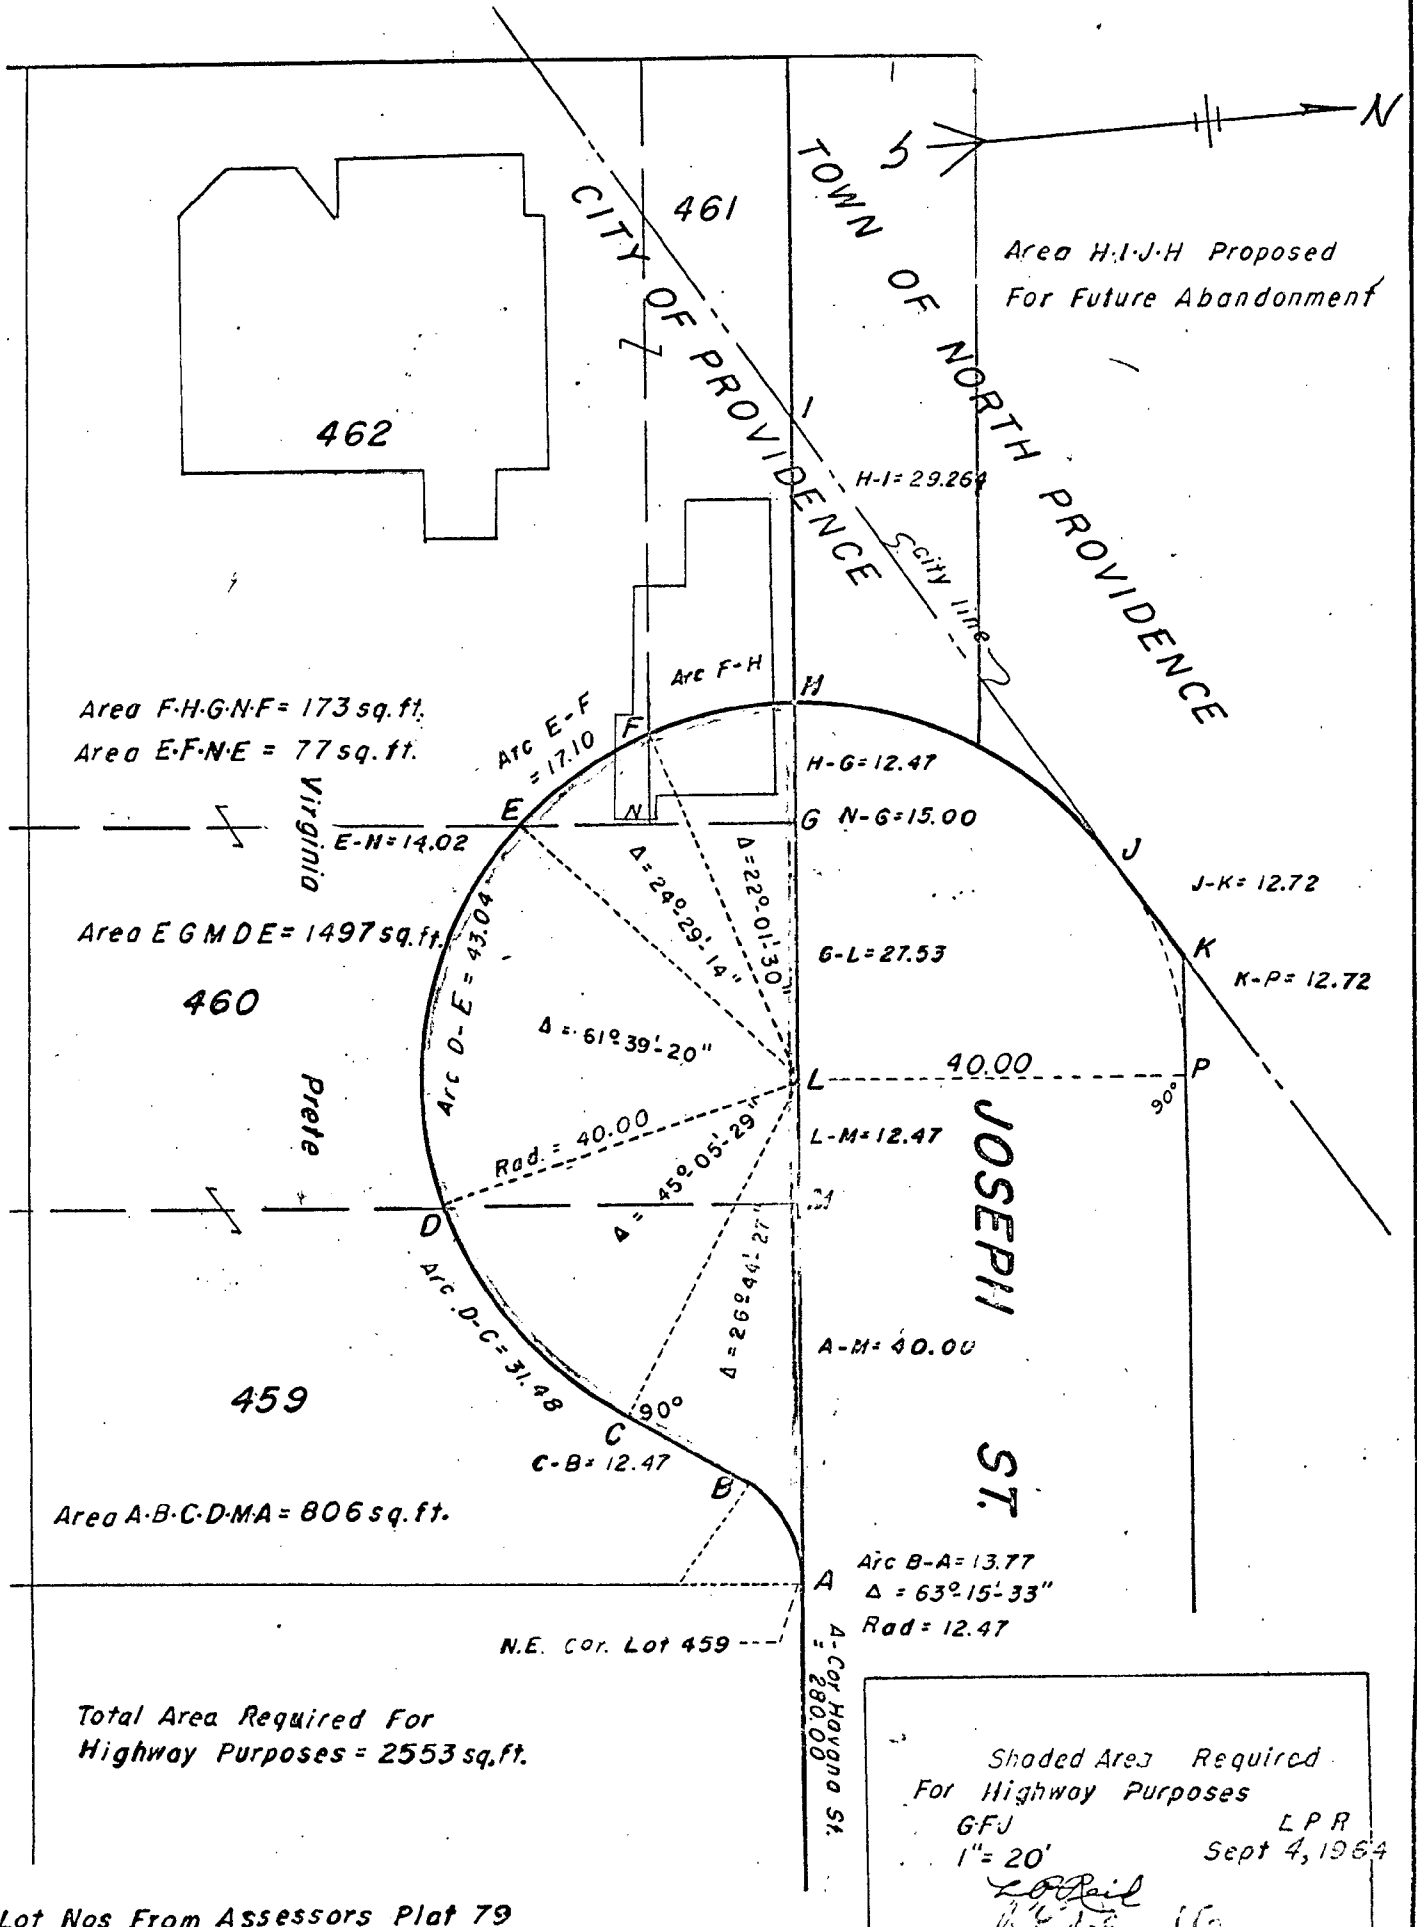 N
S
461
CITY OF PROVIDENCE
TOWN OF NORTH PROVIDENCE
Area H·I·J·H Proposed
For Future Abandonment
462
I
H-I= 29.264
city line
Arc F-H
H
Area F·H·G·N·F= 173 sq. ft.
Area E·F·N·E = 77 sq. ft.
Arc E-F
= 17.10
F
H-G=12.47
E
N
G
N-G=15.00
J
Virginia
E-N=14.02
J-K= 12.72
Δ=24°-29'-14"
Δ=22°-01'-30"
Area E G M D E= 1497 sq. ft.
G-L=27.53
K
K-P= 12.72
460
Arc D-E = 43.04
Δ = 61°-39'-20"
L
40.00
P
90°
Prete
Rad. = 40.00
L-M=12.47
JOSEPH ST.
Δ = 45°-05'-29"
M
D
Δ=26°-44'-27"
Arc D-C= 31.48
A-M= 40.00
459
90°
C
C-B= 12.47
B
Area A·B·C·D·M·A= 806 sq. ft.
Arc B-A= 13.77
A
Δ = 63°-15'-33"
Rad= 12.47
N.E. Cor. Lot 459
A-Cor Havana St.
= 280.00
Total Area Required For
Highway Purposes = 2553 sq. ft.
Shaded Area Required
For Highway Purposes
GFJ L P R
1"= 20' Sept 4, 1964
Lot Nos From Assessors Plat 79